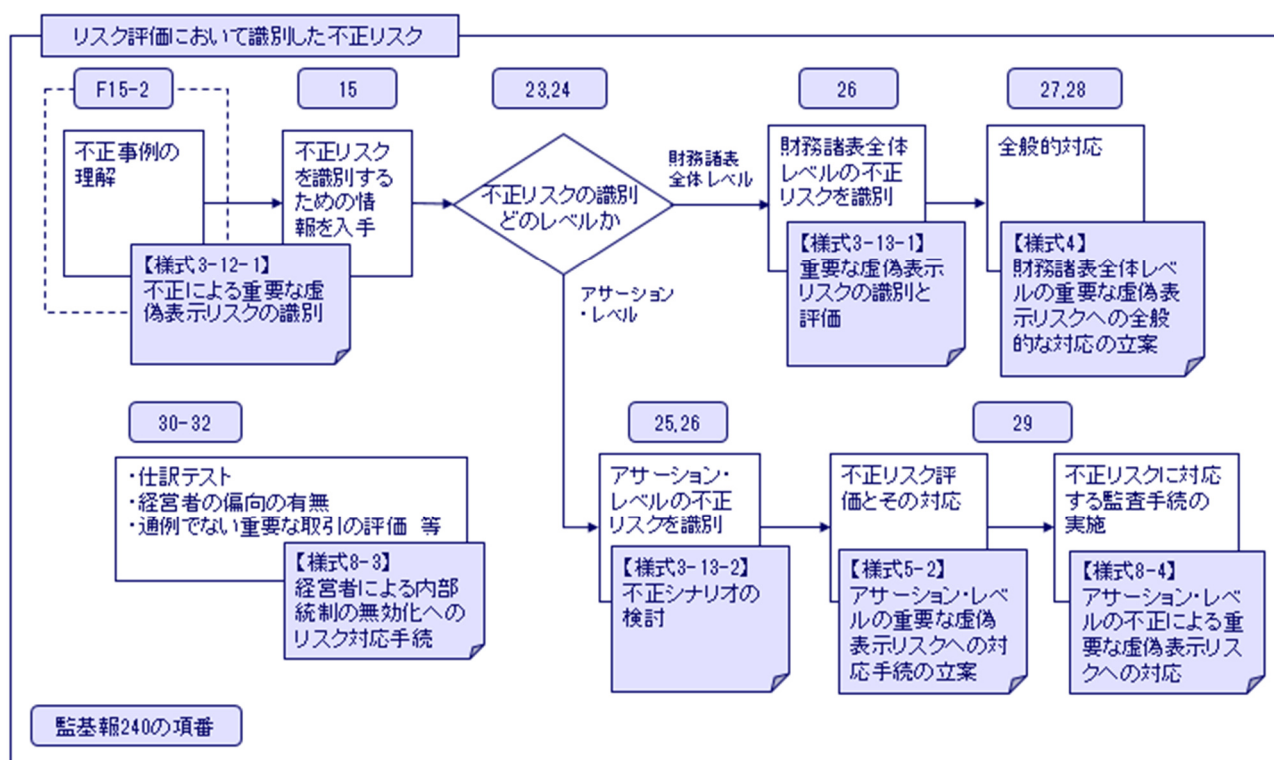 リスク評価において識別した不正リスク
F15-2
15
23,24
26
27,28
不正事例の
理解
不正リスク
を識別する
ための情
報を入手
【様式3-12-1】
不正による重要な虚
偽表示リスクの識別
不正リスクの識別
どのレベルか
財務諸表
全体レベル
アサーション
・レベル
財務諸表全体
レベルの不正
リスクを識別
【様式3-13-1】
重要な虚偽表示
リスクの識別と
評価
全般的対応
【様式4】
財務諸表全体レベ
ルの重要な虚偽表
示リスクへの全般
的な対応の立案
30-32
・仕訳テスト
・経営者の偏向の有無
・通例でない重要な取引の評価 等
【様式8-3】
経営者による内部
統制の無効化への
リスク対応手続
25,26
29
アサーション・
レベルの不正
リスクを識別
【様式3-13-2】
不正シナリオの
検討
不正リスク評
価とその対応
【様式5-2】
アサーション・レベ
ルの重要な虚偽
表示リスクへの対
応手続の立案
不正リスクに対応
する監査手続の
実施
【様式8-4】
アサーション・レベ
ルの不正による重
要な虚偽表示リス
クへの対応
監基報240の項番